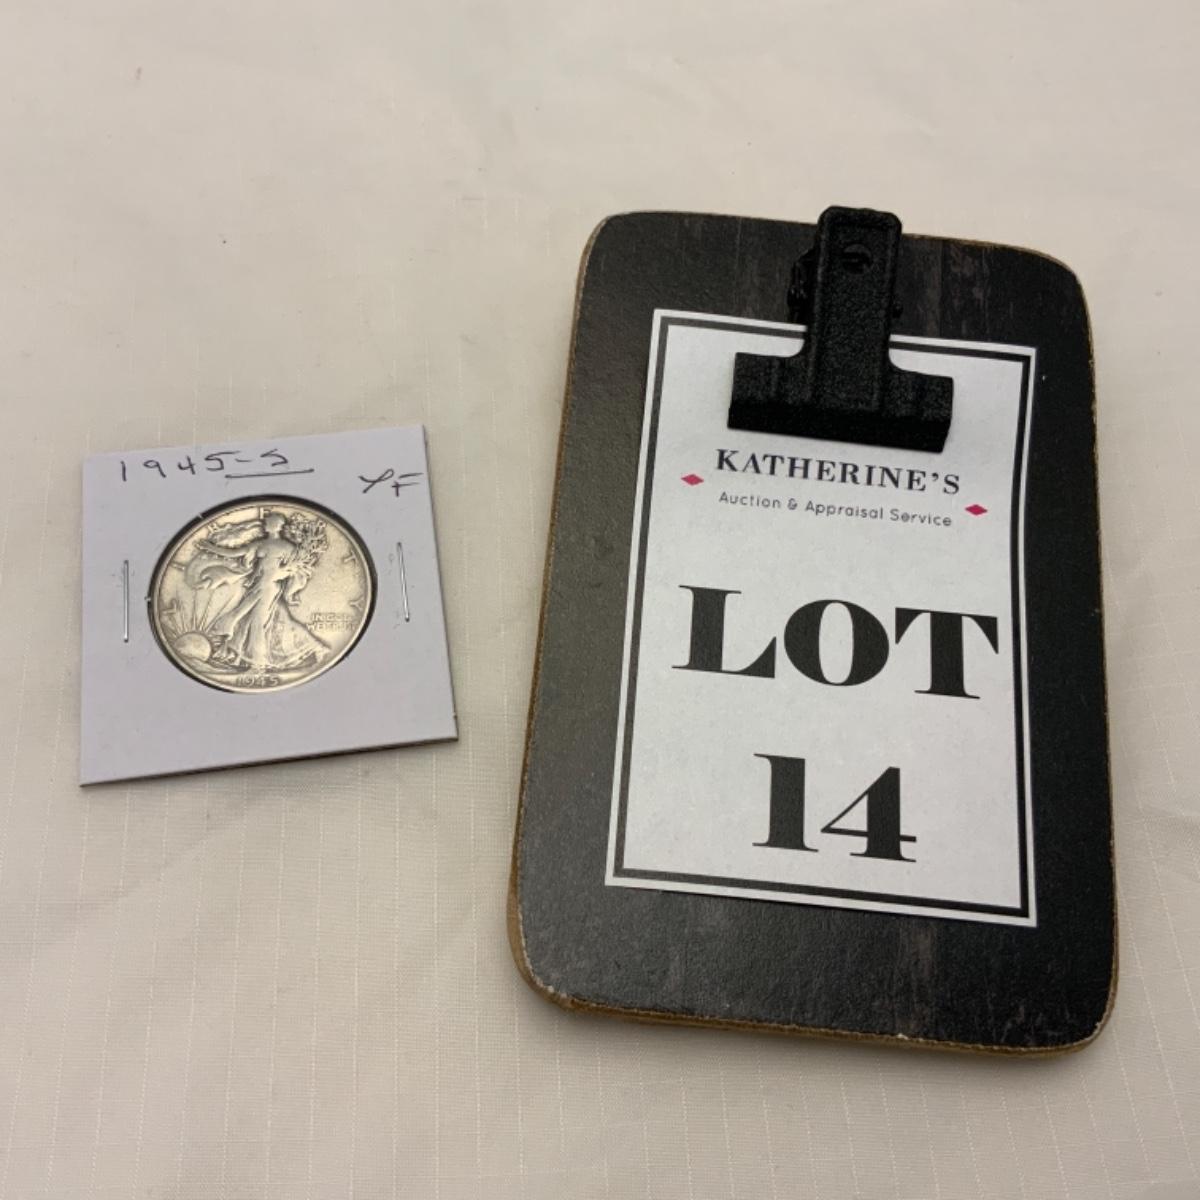 1945-S
XF
LIBERTY
IN GOD
WE TRUST
1945
KATHERINE'S
Auction & Appraisal Service
LOT
14